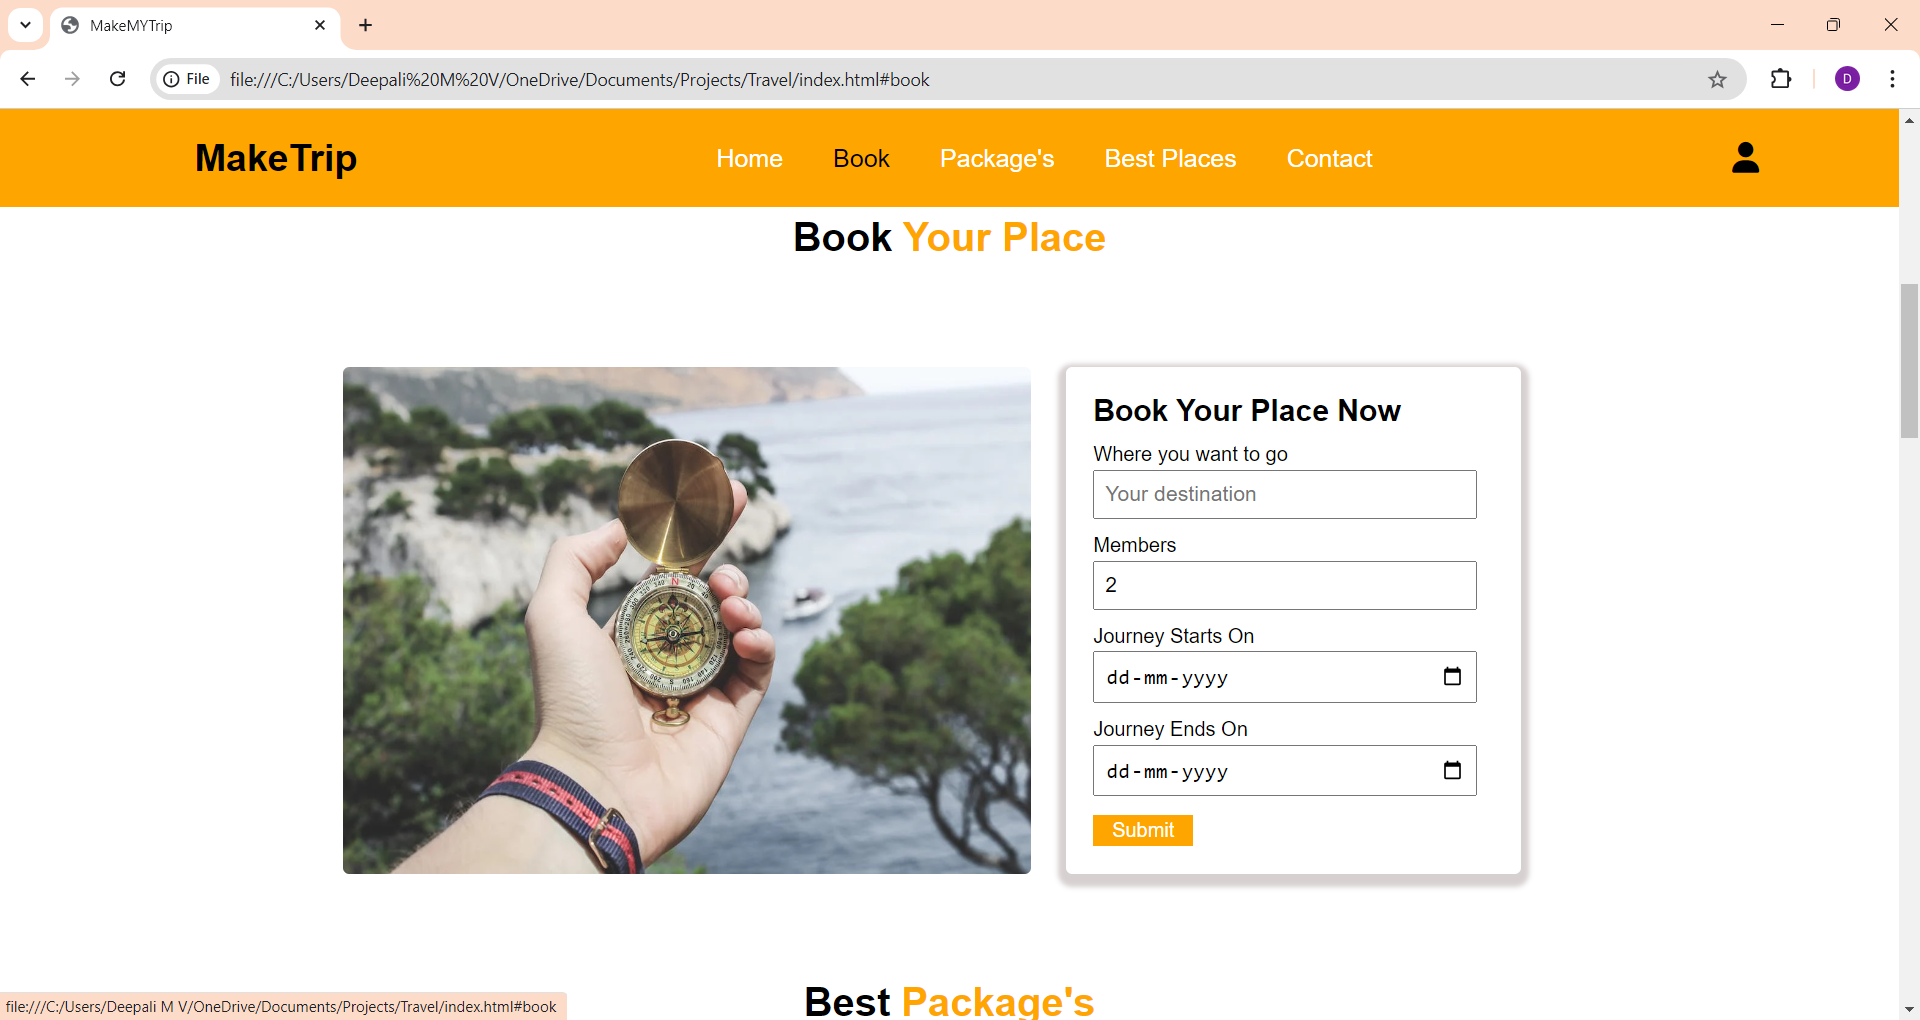 MakeMYTrip
File
file:///C:/Users/Deepali%20M%20V/OneDrive/Documents/Projects/Travel/index.html#book
D
MakeTrip
Home
Book
Package's
Best Places
Contact
Book Your Place
Book Your Place Now
Where you want to go
Your destination
Members
2
Journey Starts On
dd-mm-yyyy
Journey Ends On
dd-mm-yyyy
Submit
N
S
Best Package's
file:///C:/Users/Deepali M V/OneDrive/Documents/Projects/Travel/index.html#book